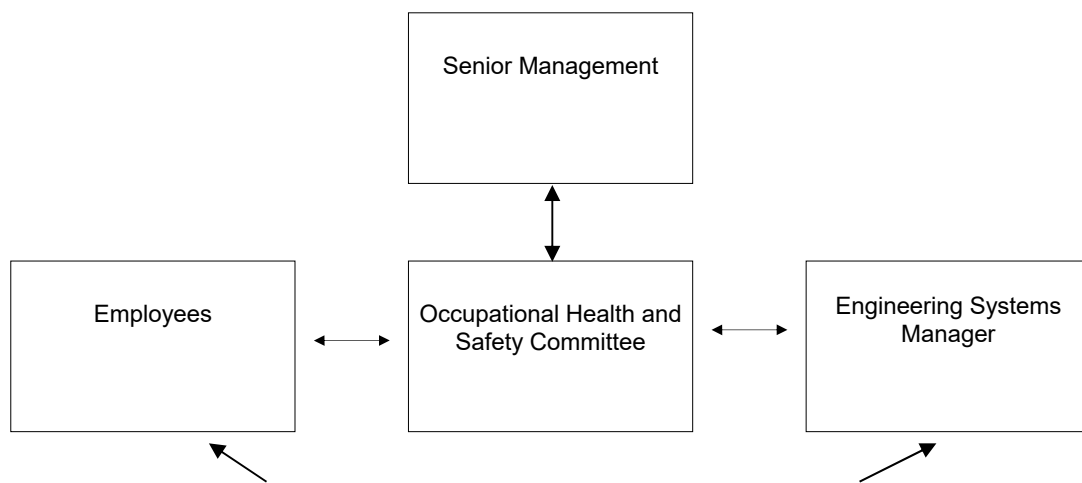 Senior Management
Employees
Occupational Health and
Safety Committee
Engineering Systems
Manager